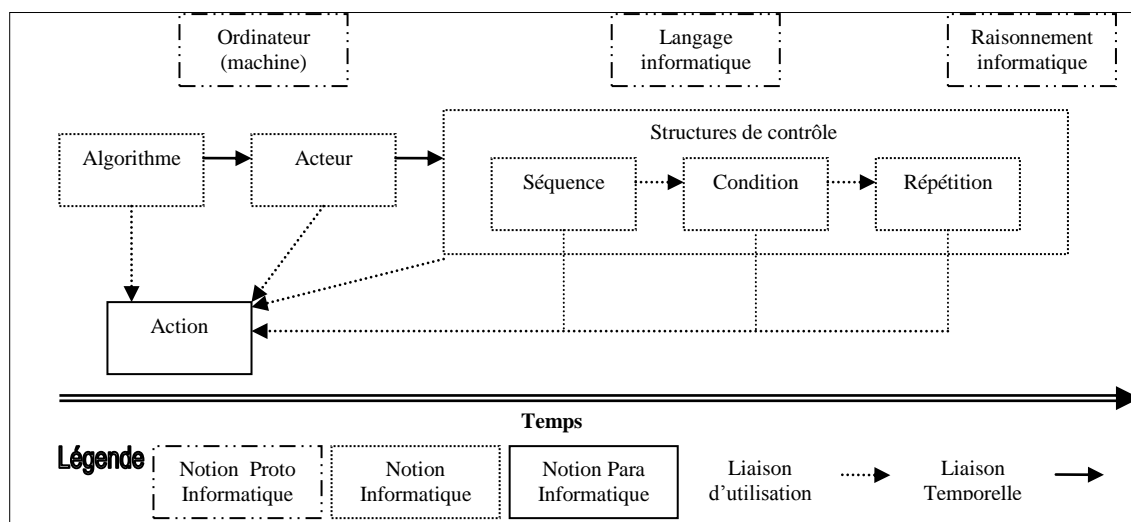 Ordinateur
(machine)
Langage
informatique
Raisonnement
informatique
Structures de contrôle
Algorithme
Acteur
Séquence
Condition
Répétition
Action
Temps
Légende
Notion Proto
Informatique
Notion
Informatique
Notion Para
Informatique
Liaison
d’utilisation
Liaison
Temporelle